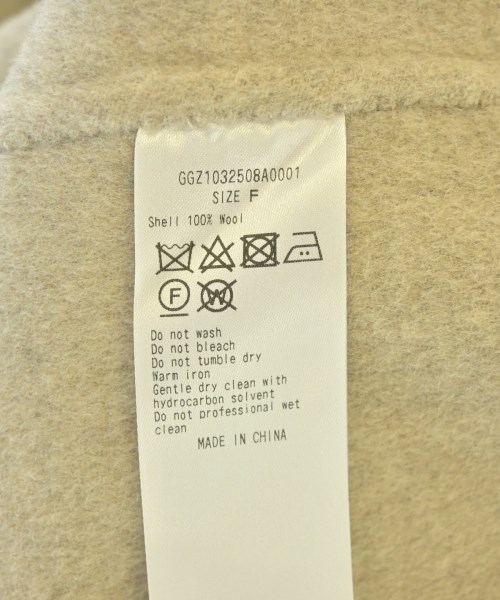 GGZ1032508A0001
SIZE F
Shell 100% Wool
F W
Do not wash
Do not bleach
Do not tumble dry
Warm iron
Gentle dry clean with
hydrocarbon solvent
Do not professional wet
clean
MADE IN CHINA